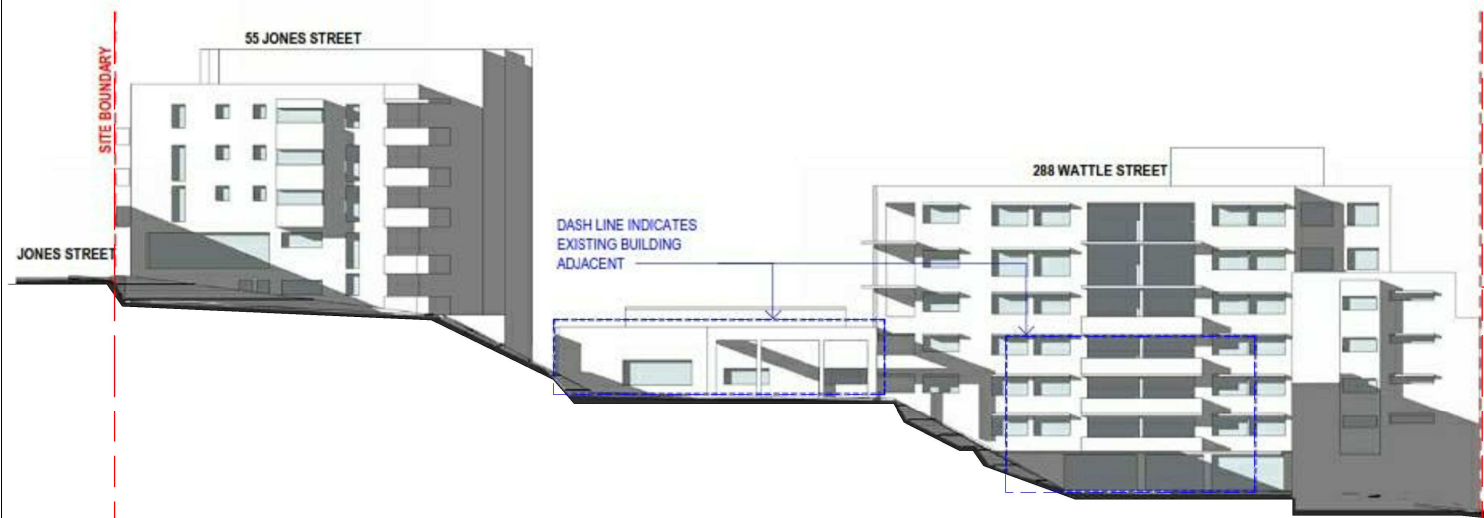 55 JONES STREET
SITE BOUNDARY
288 WATTLE STREET
DASH LINE INDICATES
EXISTING BUILDING
ADJACENT
JONES STREET